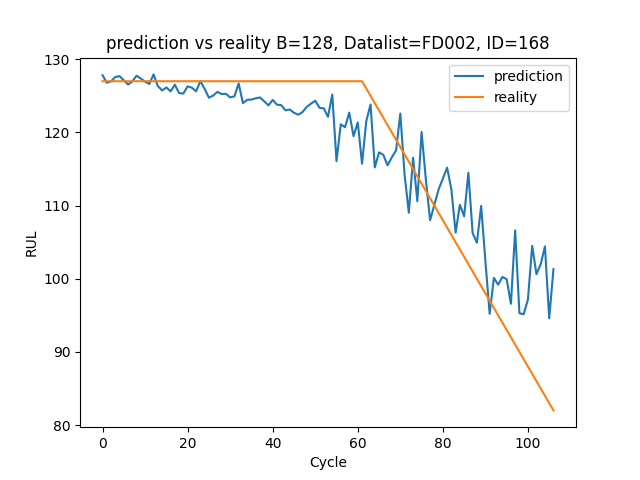 prediction vs reality B=128, Datalist=FD002, ID=168
prediction
reality
130
120
110
100
90
80
RUL
0 20 40 60 80 100
Cycle